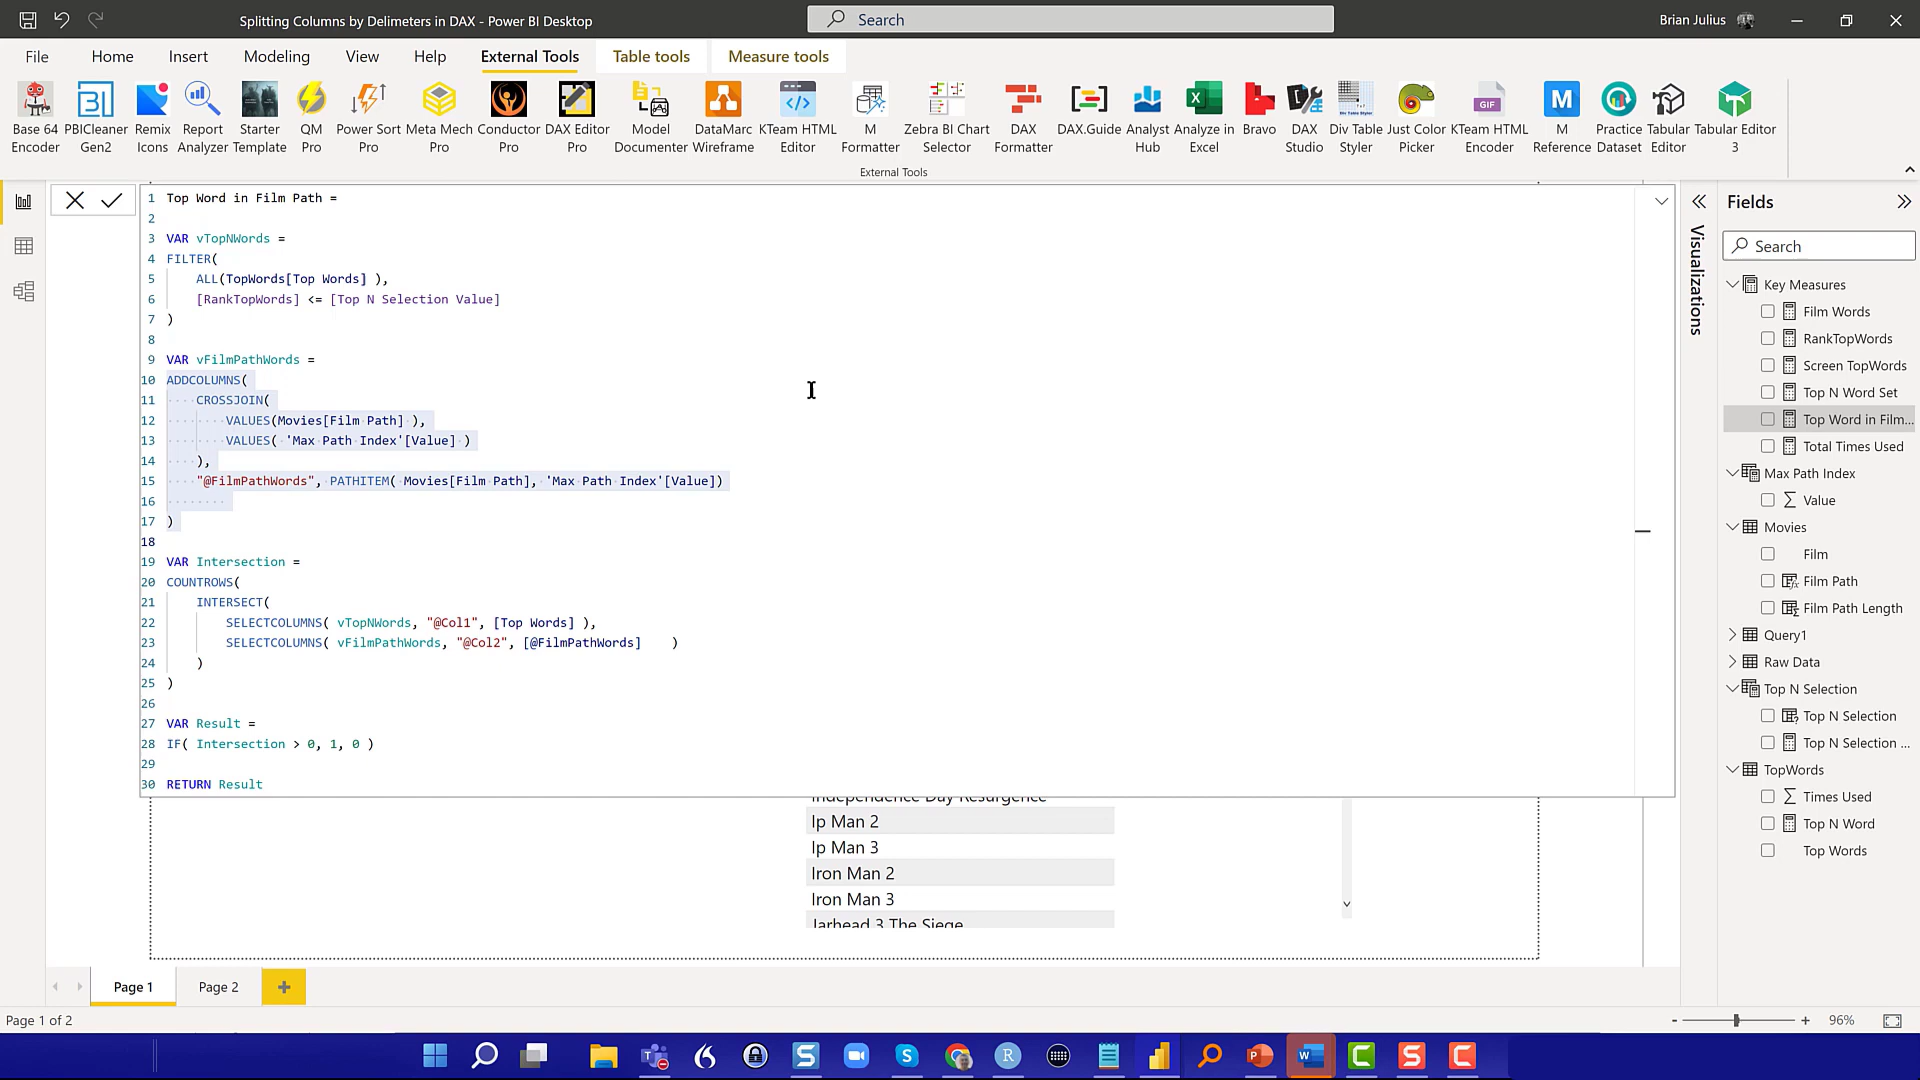 Splitting Columns by Delimeters in DAX - Power BI Desktop
Search
Brian Julius
File
Home
Insert
Modeling
View
Help
External Tools
Table tools
Measure tools
Base 64 Encoder
PBICleaner Gen2
Remix Icons
Report Analyzer
Starter Template
QM Pro
Power Sort Pro
Meta Mech Pro
Conductor Pro
DAX Editor Pro
Model Documenter
DataMarc Wireframe
KTeam HTML Editor
M Formatter
Zebra BI Chart Selector
DAX Formatter
DAX.Guide
Analyst Hub
Analyze in Excel
Bravo
DAX Studio
Div Table Styler
Just Color Picker
GIF
KTeam HTML Encoder
M
M Reference
Practice Dataset
Tabular Editor
Tabular Editor 3
External Tools
1 Top Word in Film Path =
2
3 VAR vTopNWords =
4 FILTER(
5 ALL(TopWords[Top Words] ),
6 [RankTopWords] <= [Top N Selection Value]
7 )
8
9 VAR vFilmPathWords =
10 ADDCOLUMNS(
11 CROSSJOIN(
12 VALUES(Movies[Film Path] ),
13 VALUES( 'Max Path Index'[Value] )
14 ),
15 "@FilmPathWords", PATHITEM( Movies[Film Path], 'Max Path Index'[Value])
16
17 )
18
19 VAR Intersection =
20 COUNTROWS(
21 INTERSECT(
22 SELECTCOLUMNS( vTopNWords, "@Col1", [Top Words] ),
23 SELECTCOLUMNS( vFilmPathWords, "@Col2", [@FilmPathWords] )
24 )
25 )
26
27 VAR Result =
28 IF( Intersection > 0, 1, 0 )
29
30 RETURN Result
Independence Day Resurgence
Ip Man 2
Ip Man 3
Iron Man 2
Iron Man 3
Jarhead 3 The Siege
Visualizations
Fields
Search
Key Measures
Film Words
RankTopWords
Screen TopWords
Top N Word Set
Top Word in Film...
Total Times Used
Max Path Index
Value
Movies
Film
Film Path
Film Path Length
Query1
Raw Data
Top N Selection
Top N Selection
Top N Selection ...
TopWords
Times Used
Top N Word
Top Words
Page 1
Page 2
Page 1 of 2
96%